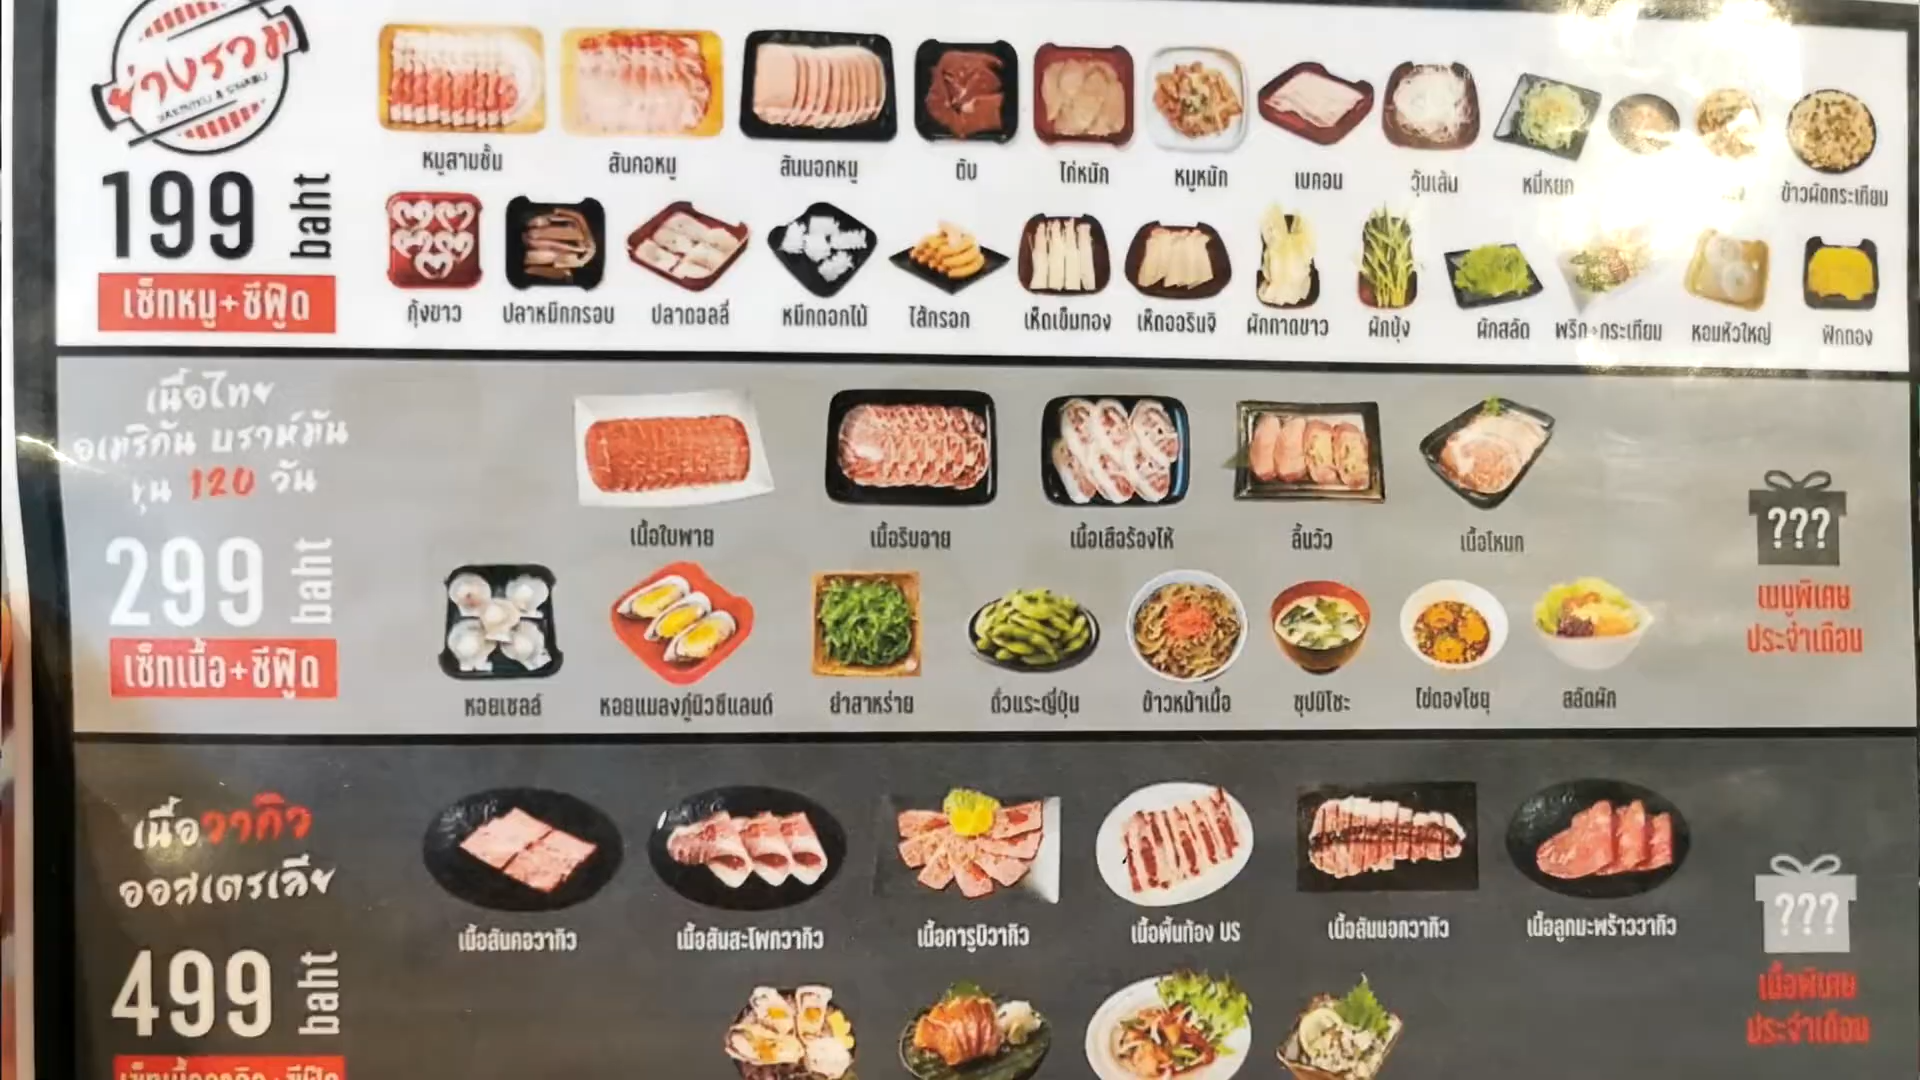 ย่างรวม
YAKINIKU & SHABU
199 baht
เซ็ทหมู+ซีฟู๊ด
หมูสามชั้น
สันคอหมู
สันนอกหมู
ตับ
ไก่หมัก
หมูหมัก
เบคอน
วุ้นเส้น
หมี่หยก
ข้าวผัดกระเทียม
กุ้งขาว
ปลาหมึกกรอบ
ปลาดอลลี่
หมึกดอกไม้
ไส้กรอก
เห็ดเข็มทอง
เห็ดออรินจิ
ผักกาดขาว
ผักบุ้ง
ผักสลัด
พริก+กระเทียม
หอมหัวใหญ่
ฟักทอง
เนื้อไทย
อเมริกัน บราห์มัน
ขุน 120 วัน
299 baht
เซ็ทเนื้อ+ซีฟู๊ด
เนื้อใบพาย
เนื้อริบอาย
เนื้อเสือร้องไห้
ลิ้นวัว
เนื้อโหนก
???
เมนูพิเศษ
ประจำเดือน
หอยเชลล์
หอยแมลงภู่นิวซีแลนด์
ยำสาหร่าย
ถั่วแระญี่ปุ่น
ข้าวหน้าเนื้อ
ซุปมิโซะ
ไข่ดองโชยุ
สลัดผัก
เนื้อวากิว
ออสเตรเลีย
499 baht
เนื้อสันคอวากิว
เนื้อสันสะโพกวากิว
เนื้อคารูบิวากิว
เนื้อพื้นท้อง US
เนื้อสันนอกวากิว
เนื้อลูกมะพร้าววากิว
???
เนื้อพิเศษ
ประจำเดือน